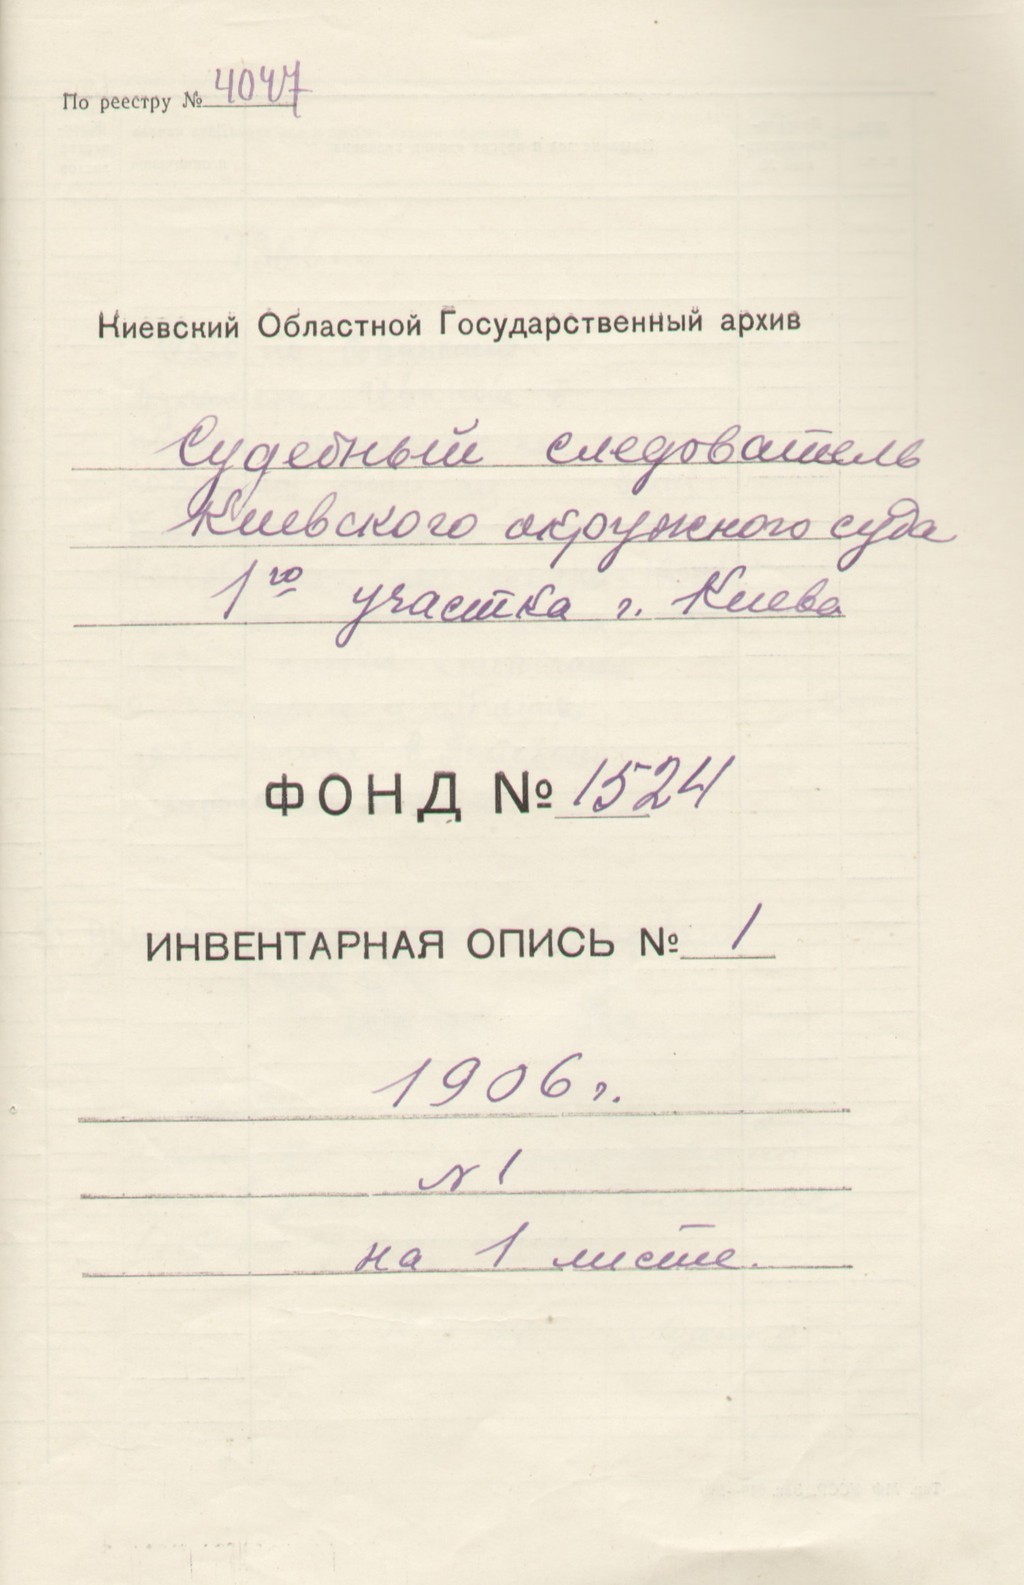 По реестру № 4047
Киевский Областной Государственный архив
Судебный следователь
Киевского окружного суда
1го участка г. Киева
ФОНД № 1524
ИНВЕНТАРНАЯ ОПИСЬ № 1
1906 г.
№ 1
на 1 листе.